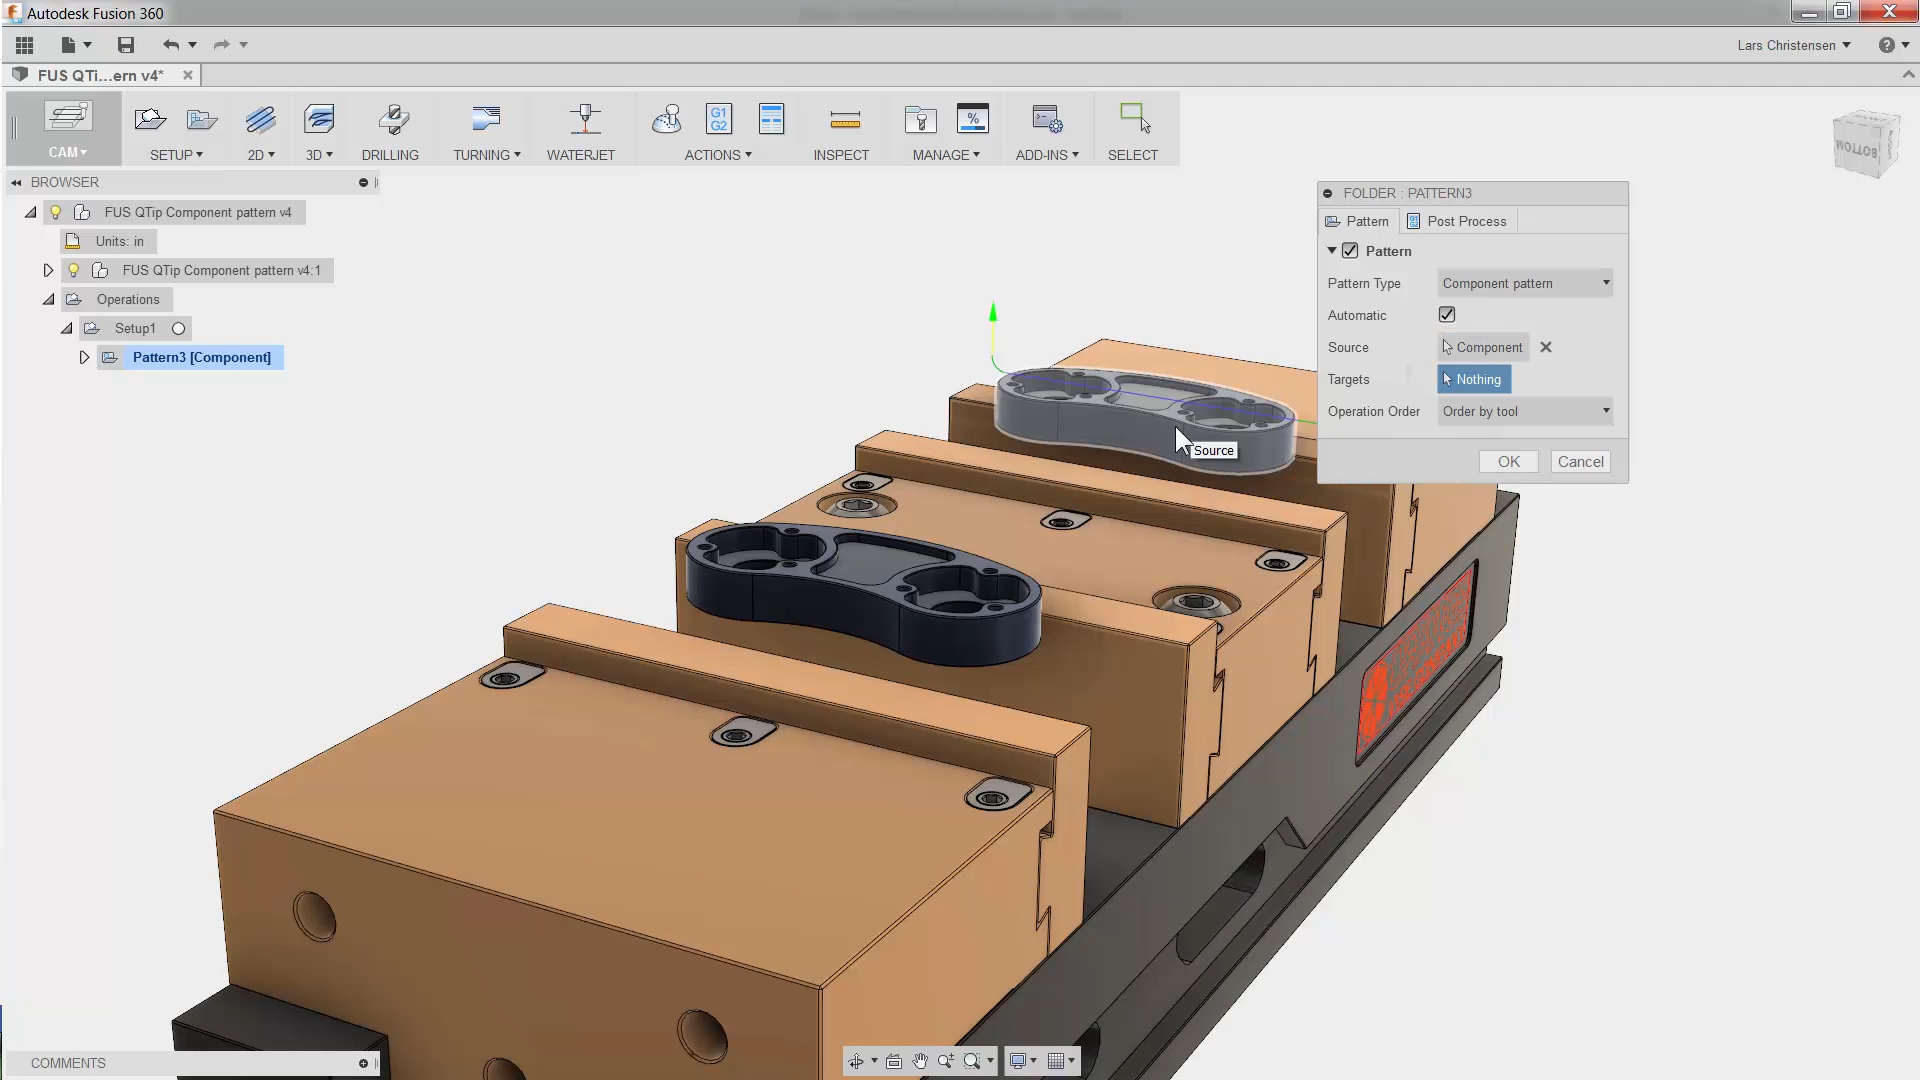 Autodesk Fusion 360
Lars Christensen
FUS QTi...ern v4*
CAM
SETUP
2D
3D
DRILLING
TURNING
WATERJET
G1
G2
ACTIONS
INSPECT
%
MANAGE
ADD-INS
SELECT
BOTTOM
BROWSER
FUS QTip Component pattern v4
Units: in
FUS QTip Component pattern v4:1
Operations
Setup1
Pattern3 [Component]
FOLDER : PATTERN3
Pattern
Post Process
Pattern
Pattern Type Component pattern
Automatic
Source Component
Targets Nothing
Operation Order Order by tool
OK Cancel
Source
COMMENTS